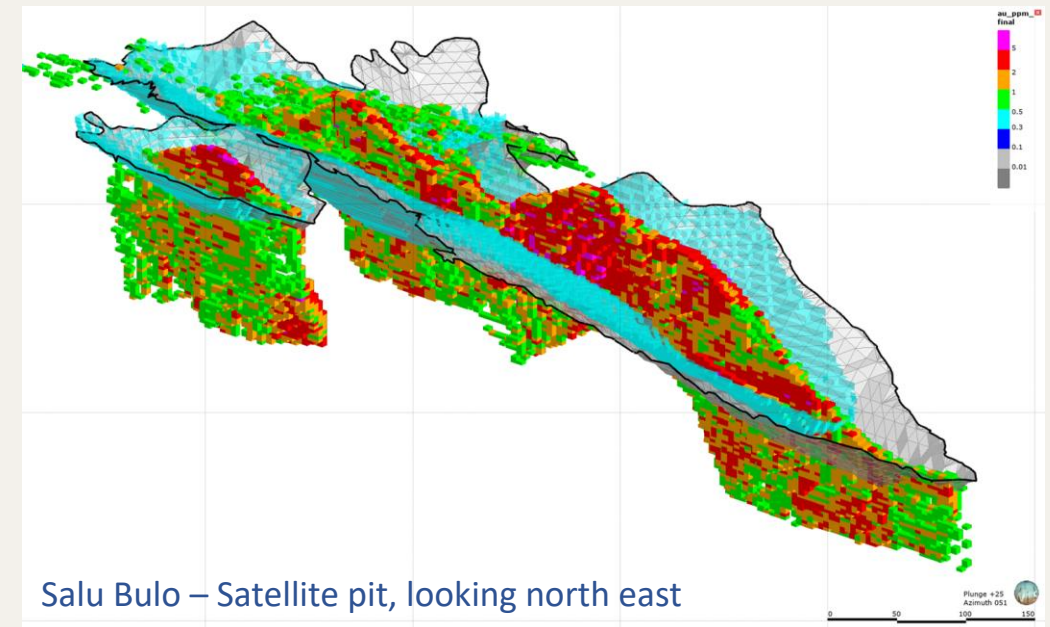 au_ppm_
final
5
2
1
0.5
0.3
0.1
0.01
Salu Bulo – Satellite pit, looking north east
Plunge +25
Azimuth 051
0 50 100 150